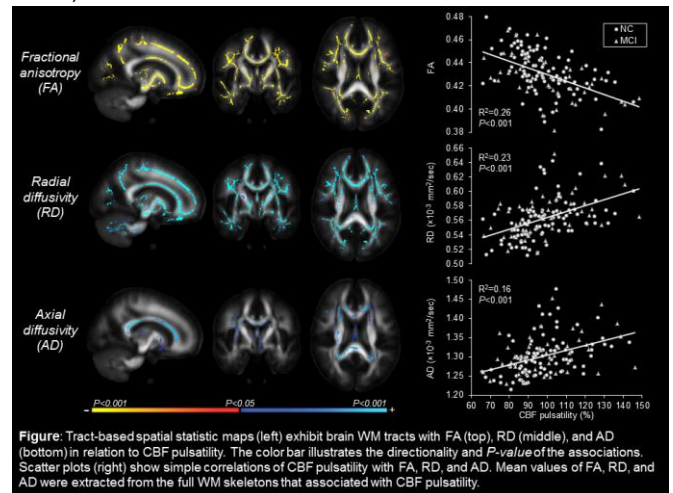 Fractional
anisotropy
(FA)
Radial
diffusivity
(RD)
Axial
diffusivity
(AD)
P<0.001
P<0.05
P<0.001
-
+
0.48
0.46
0.44
0.42
0.40
0.38
FA
NC
MCI
R²=0.26
P<0.001
0.66
0.64
0.62
0.60
0.58
0.56
0.54
0.52
0.50
RD (x10⁻³ mm²/sec)
R²=0.23
P<0.001
1.50
1.45
1.40
1.35
1.30
1.25
1.20
AD (x10⁻³ mm²/sec)
R²=0.16
P<0.001
60 70 80 90 100 110 120 130 140 150
CBF pulsatility (%)
Figure: Tract-based spatial statistic maps (left) exhibit brain WM tracts with FA (top), RD (middle), and AD
(bottom) in relation to CBF pulsatility. The color bar illustrates the directionality and P-value of the associations.
Scatter plots (right) show simple correlations of CBF pulsatility with FA, RD, and AD. Mean values of FA, RD, and
AD were extracted from the full WM skeletons that associated with CBF pulsatility.